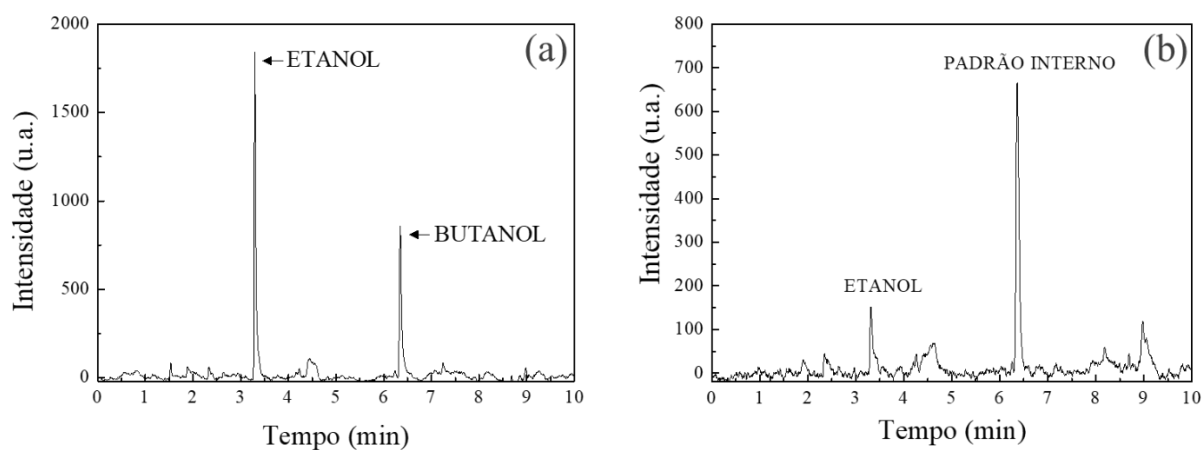 (a)
2000
1500
1000
500
0
Intensidade (u.a.)
ETANOL
BUTANOL
0 1 2 3 4 5 6 7 8 9 10
Tempo (min)
(b)
800
700
600
500
400
300
200
100
0
Intensidade (u.a.)
PADRÃO INTERNO
ETANOL
0 1 2 3 4 5 6 7 8 9 10
Tempo (min)